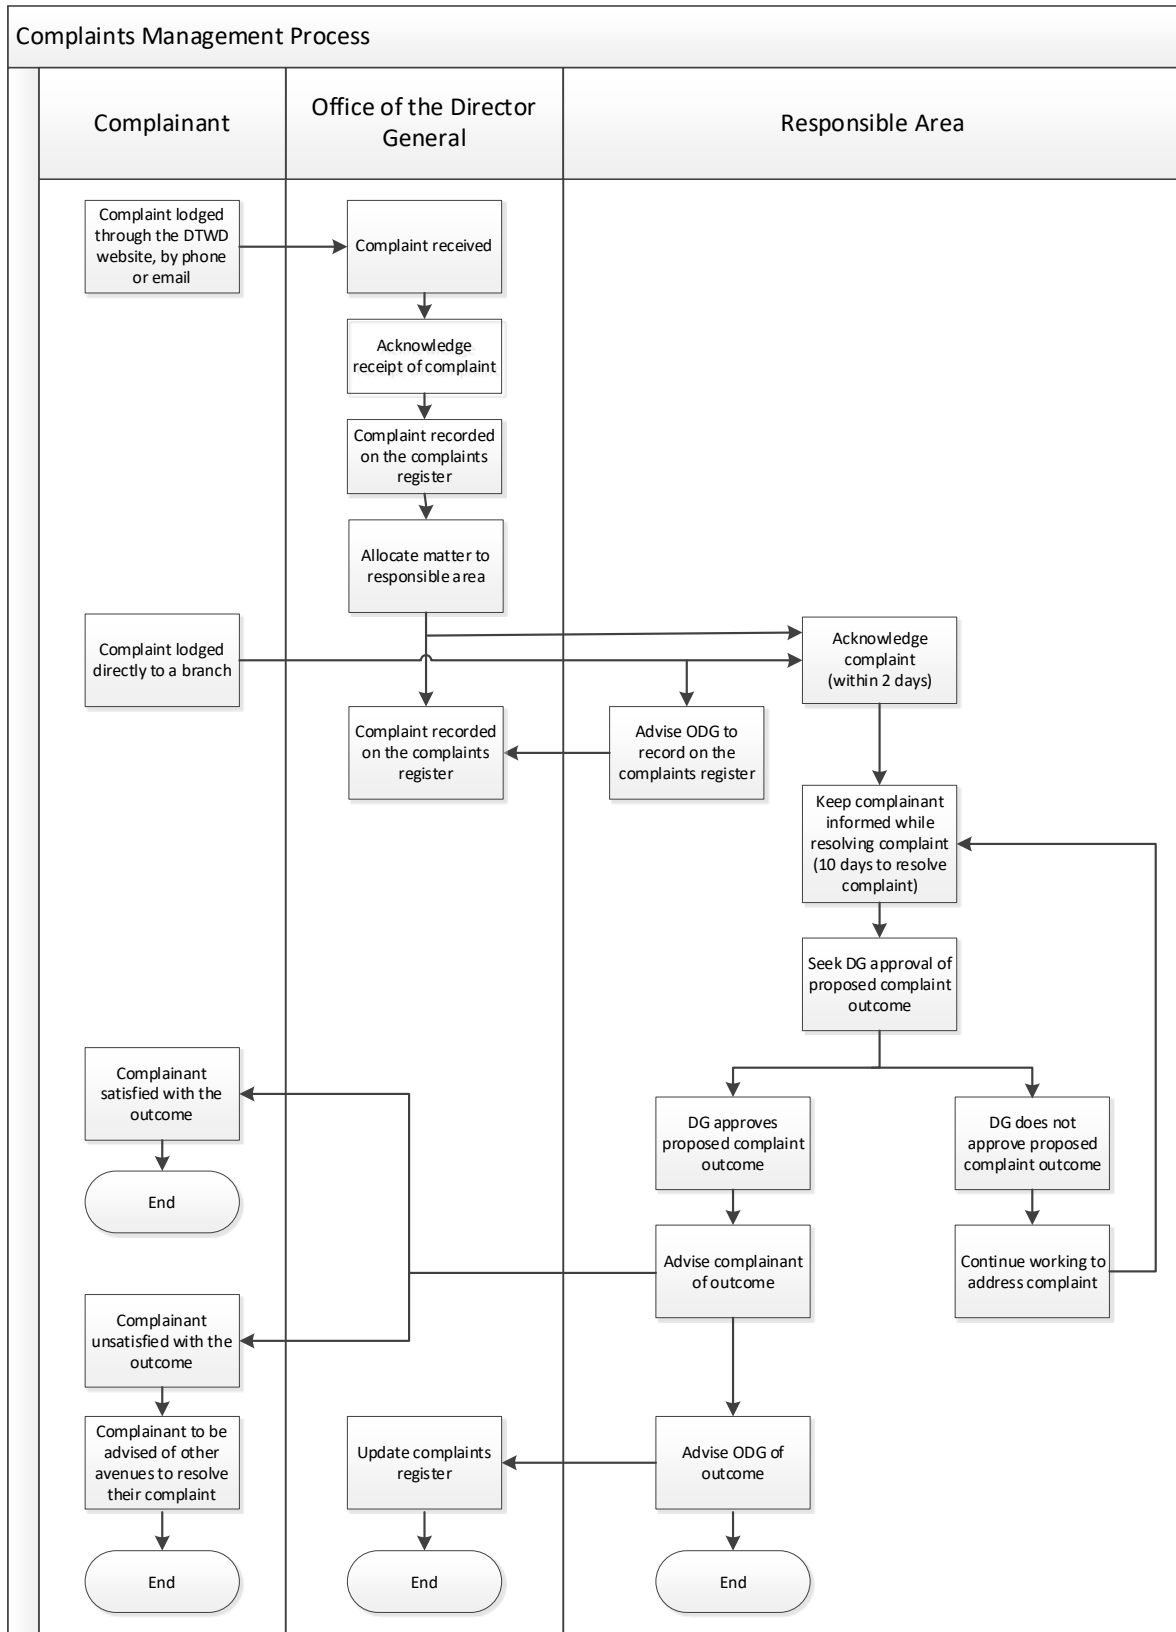 Complaints Management Process
Complainant
Office of the Director
General
Responsible Area
Complaint lodged
through the DTWD
website, by phone
or email
Complaint received
Acknowledge
receipt of complaint
Complaint recorded
on the complaints
register
Allocate matter to
responsible area
Complaint lodged
directly to a branch
Acknowledge
complaint
(within 2 days)
Complaint recorded
on the complaints
register
Advise ODG to
record on the
complaints register
Keep complainant
informed while
resolving complaint
(10 days to resolve
complaint)
Seek DG approval of
proposed complaint
outcome
Complainant
satisfied with the
outcome
DG approves
proposed complaint
outcome
DG does not
approve proposed
complaint outcome
End
Advise complainant
of outcome
Continue working to
address complaint
Complainant
unsatisfied with the
outcome
Complainant to be
advised of other
avenues to resolve
their complaint
Update complaints
register
Advise ODG of
outcome
End
End
End